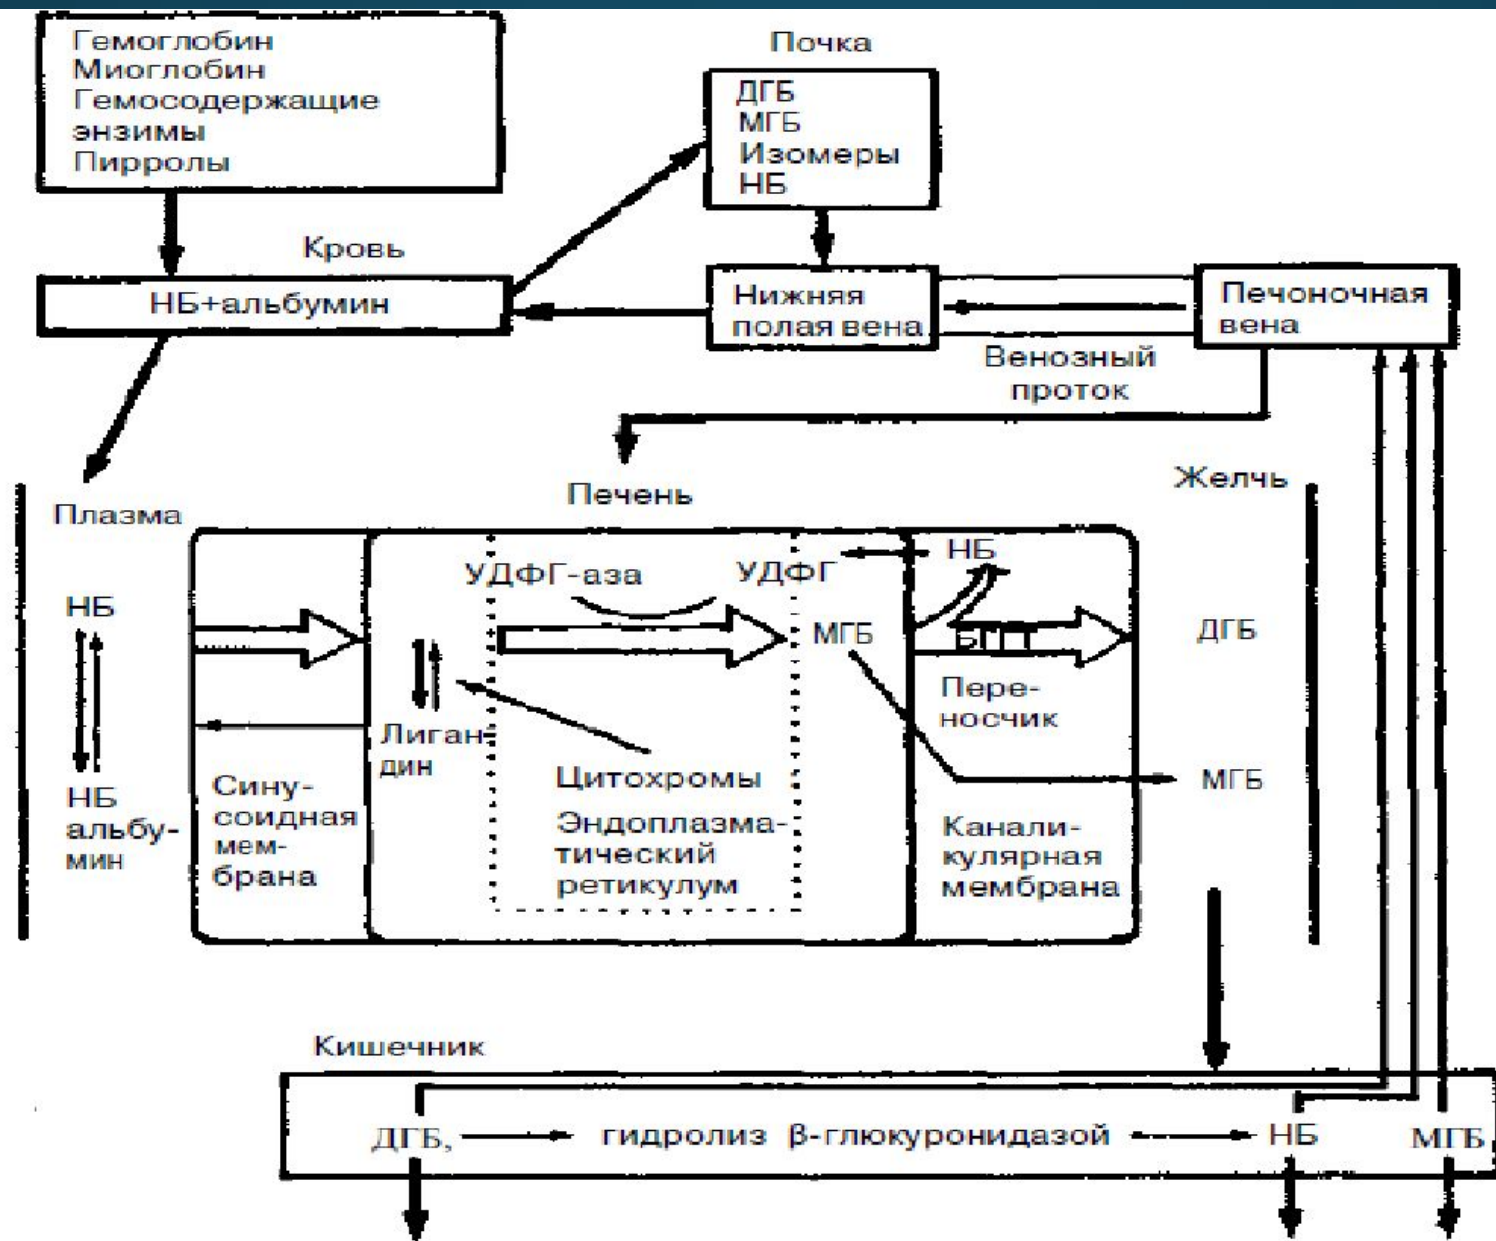 Гемоглобин
Миоглобин
Гемосодержащие
энзимы
Пирролы
Почка
ДГБ
МГБ
Изомеры
НБ
Кровь
НБ+альбумин
Нижняя
полая вена
Печоночная
вена
Венозный
проток
Плазма
Печень
Желчь
НБ
НБ
альбу-
мин
Сину-
соидная
мем-
брана
УДФГ-аза
УДФГ
МГБ
Лиган-
дин
Цитохромы
Эндоплазма-
тический
ретикулум
НБ
БГГТ
Пере-
носчик
Канали-
кулярная
мембрана
ДГБ
МГБ
Кишечник
ДГБ,
гидролиз β-глюкуронидазой
НБ
МГБ